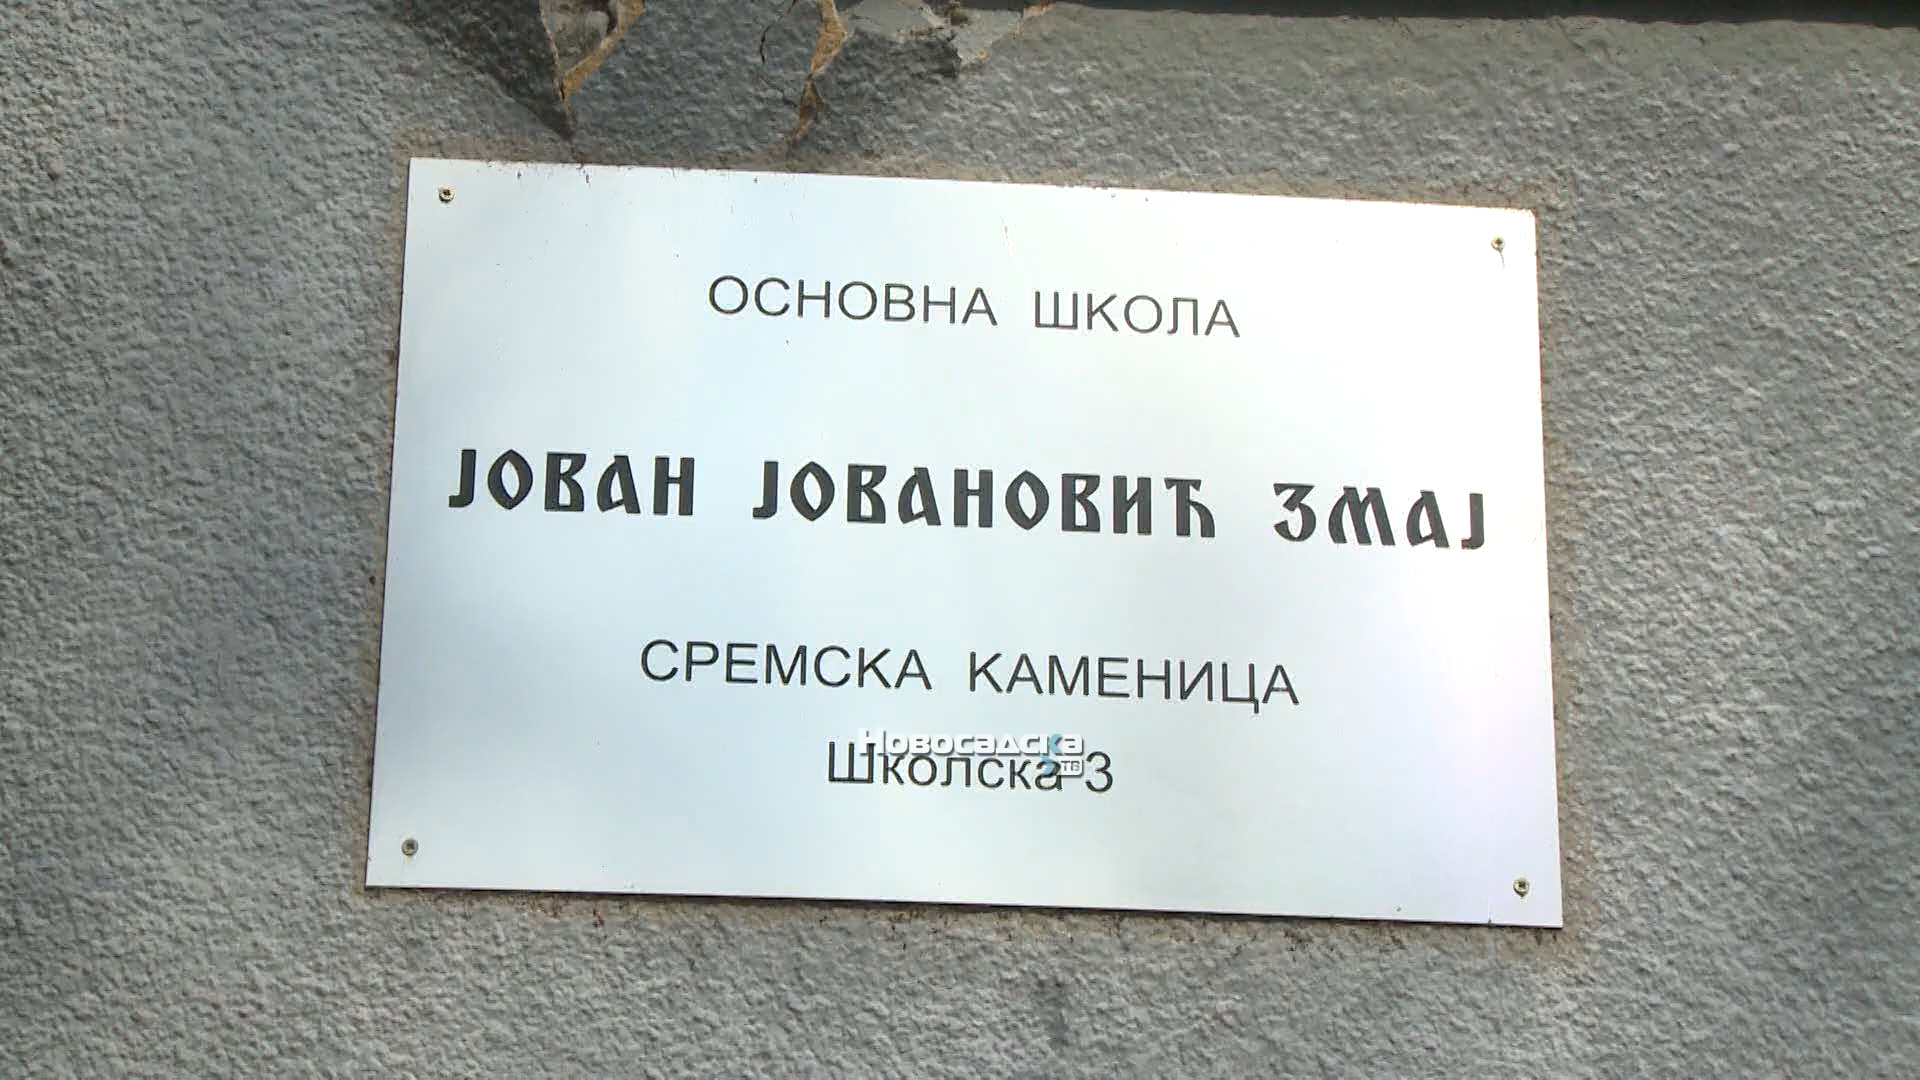 ОСНОВНА ШКОЛА
ЈОВАН ЈОВАНОВИЋ ЗМАЈ
СРЕМСКА КАМЕНИЦА
Новосадска тв
Школска 3